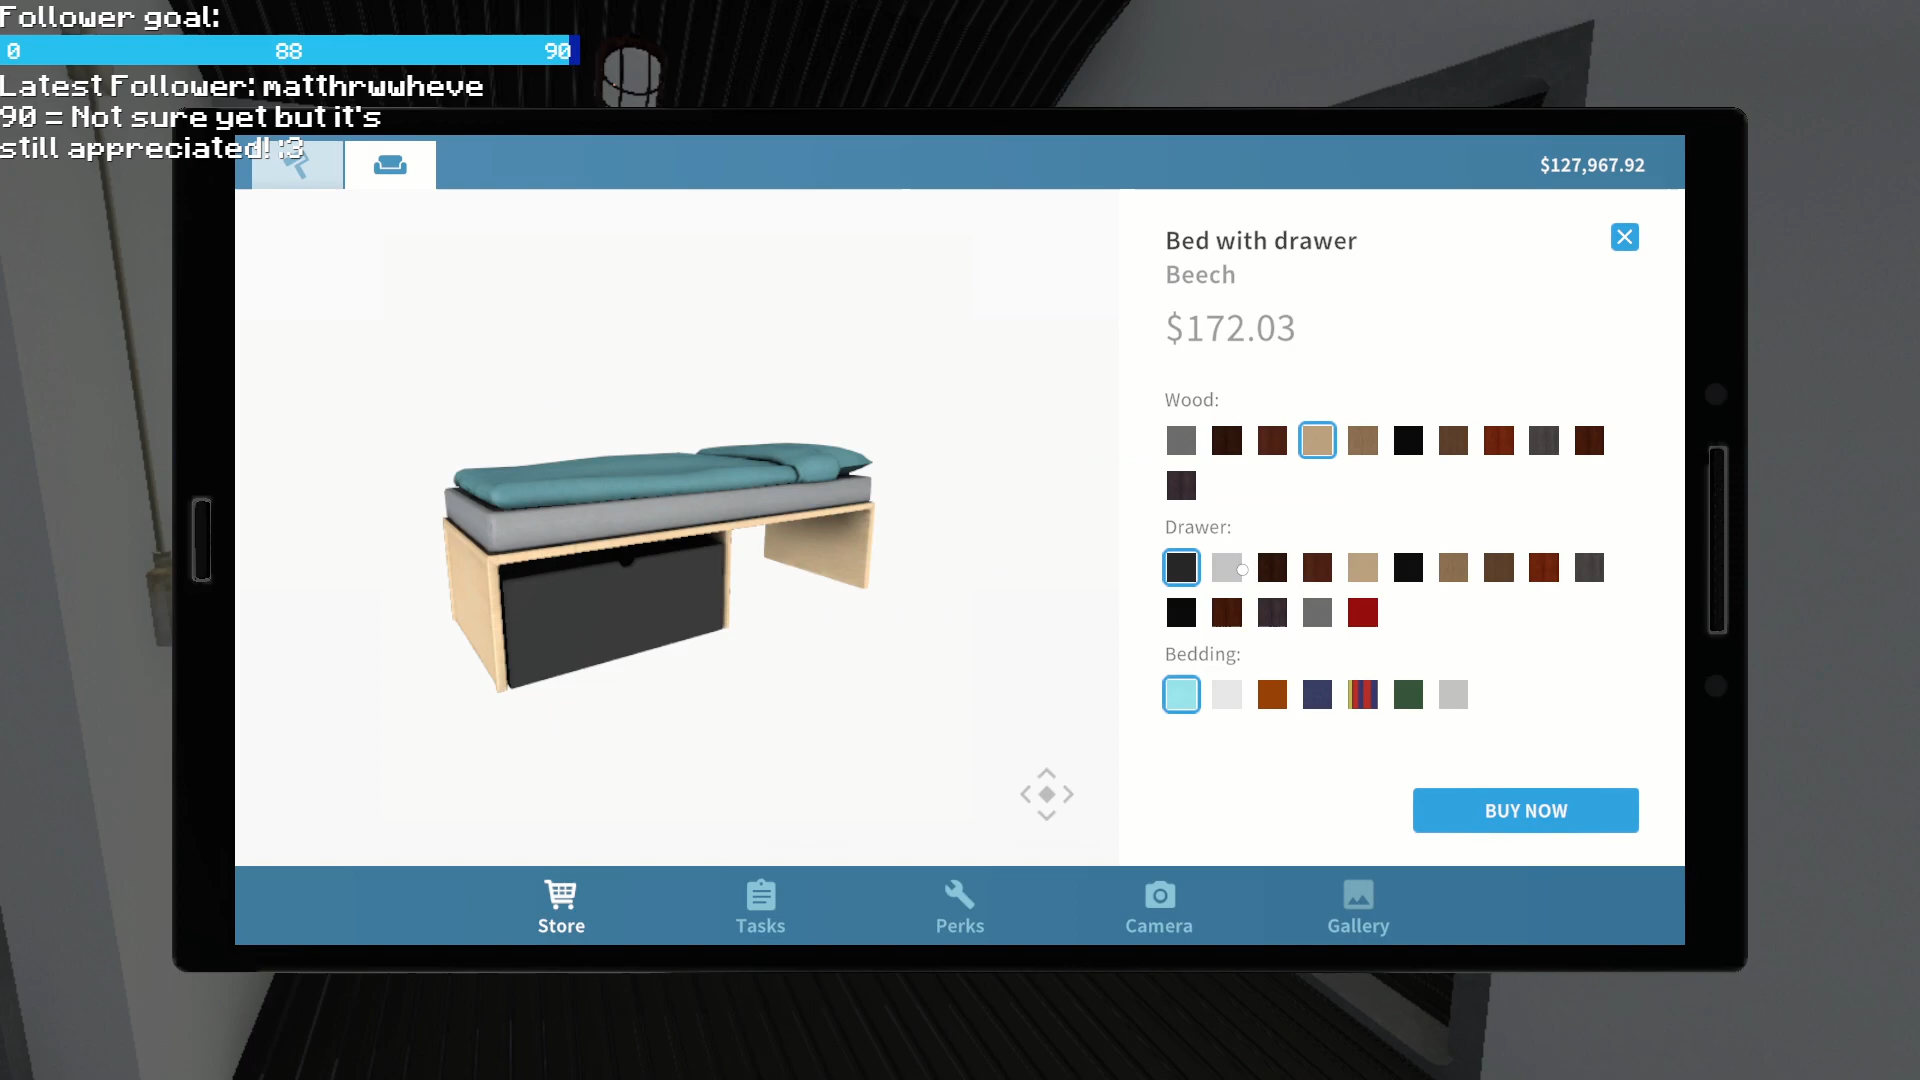 Follower goal:
0 88 90
Latest Follower: matthrwwheve
90 = Not sure yet but it's
still appreciated! :3
$127,967.92
Bed with drawer
Beech
$172.03
Wood:
Drawer:
Bedding:
BUY NOW
Store Tasks Perks Camera Gallery